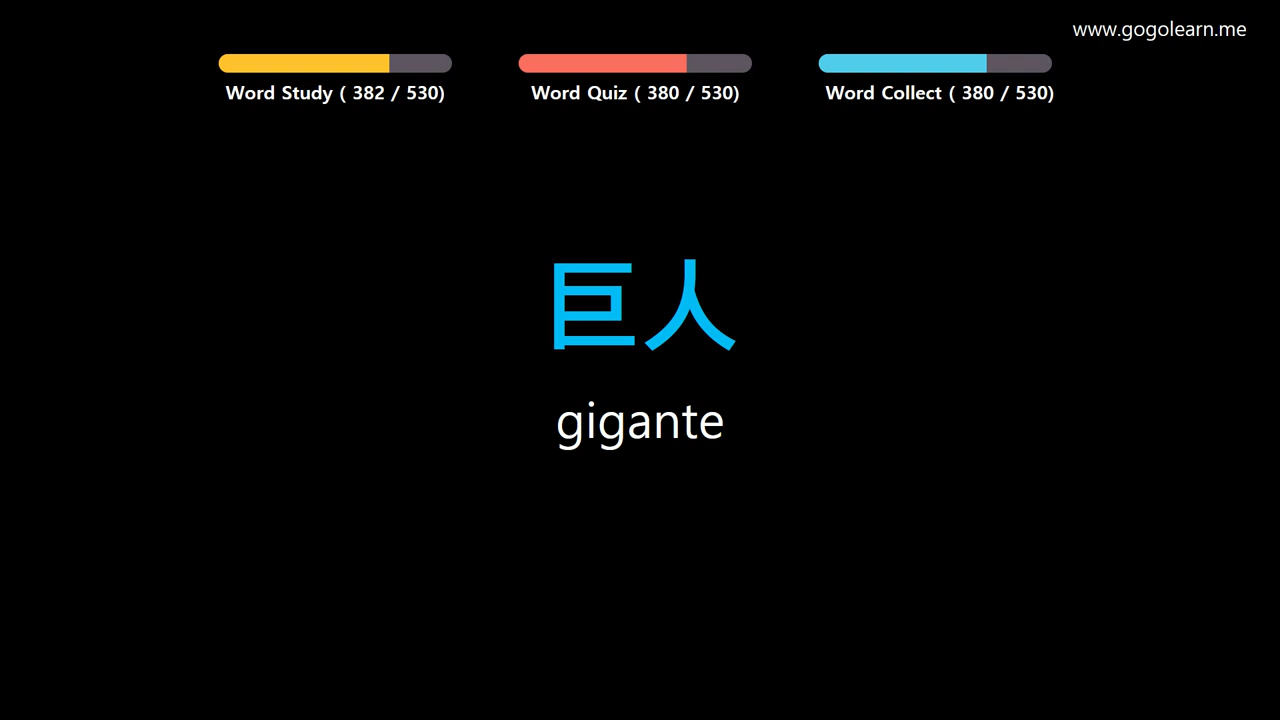 www.gogolearn.me
Word Study ( 382 / 530)
Word Quiz ( 380 / 530)
Word Collect ( 380 / 530)
巨人
gigante